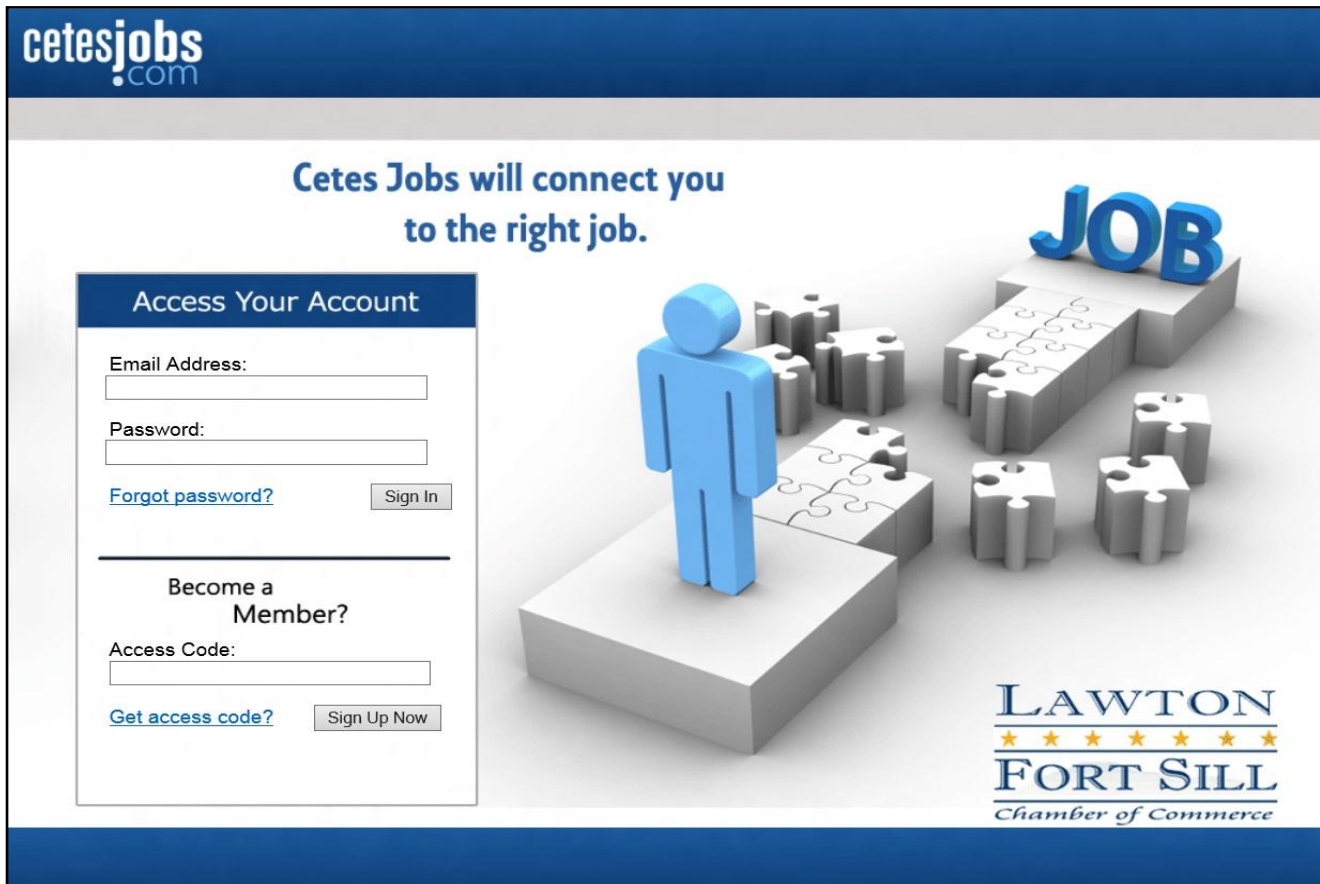 cetesjobs
.com
Cetes Jobs will connect you
to the right job.
JOB
Access Your Account
Email Address:
Password:
Forgot password?
Sign In
Become a
Member?
Access Code:
Get access code?
Sign Up Now
LAWTON
FORT SILL
Chamber of Commerce